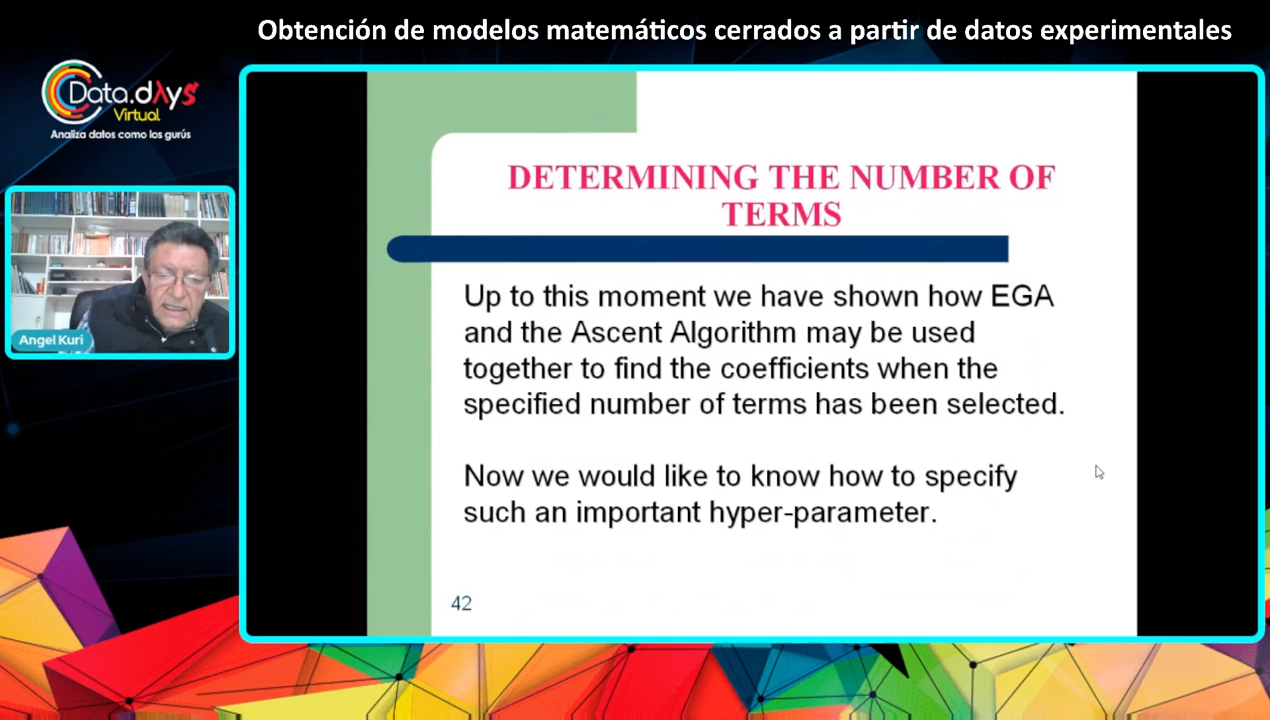 Obtención de modelos matemáticos cerrados a partir de datos experimentales
Data.dAys
Virtual
Analiza datos como los gurús
Angel Kuri
DETERMINING THE NUMBER OF
TERMS
Up to this moment we have shown how EGA
and the Ascent Algorithm may be used
together to find the coefficients when the
specified number of terms has been selected.
Now we would like to know how to specify
such an important hyper-parameter.
42